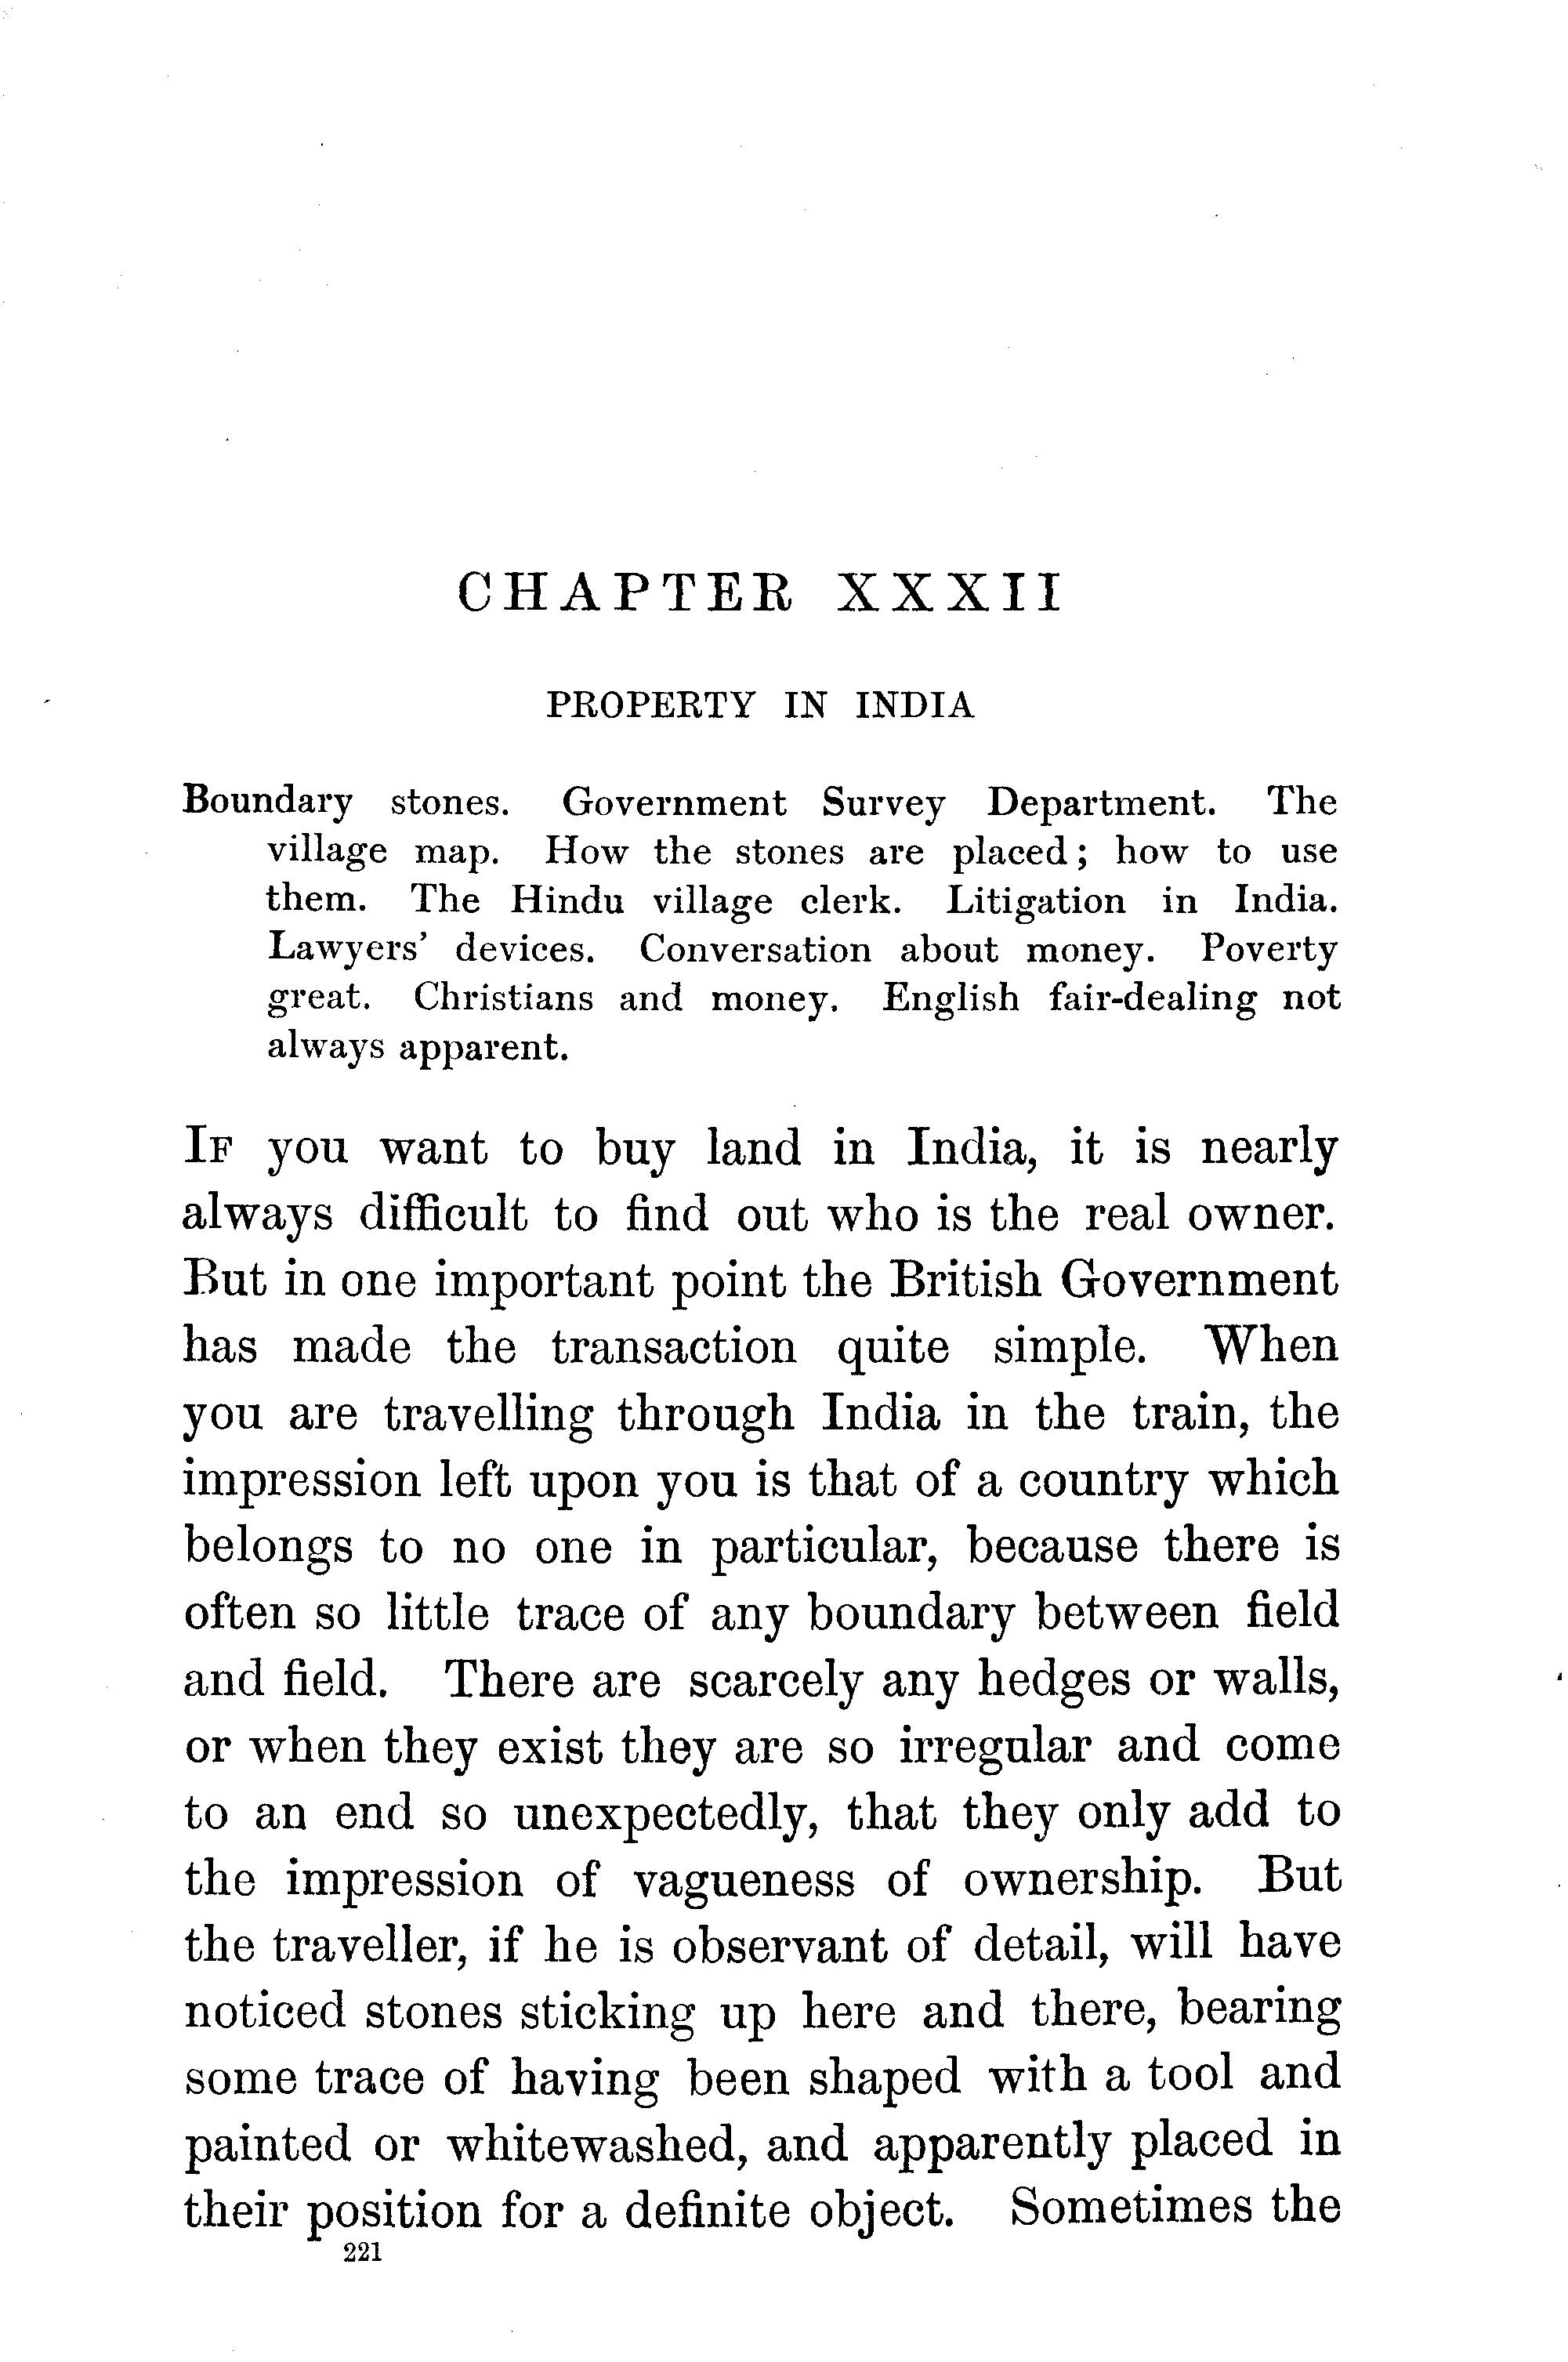 CHAPTER XXXII
PROPERTY IN INDIA
Boundary stones. Government Survey Department. The
village map. How the stones are placed; how to use
them. The Hindu village clerk. Litigation in India.
Lawyers' devices. Conversation about money. Poverty
great. Christians and money. English fair-dealing not
always apparent.
IF you want to buy land in India, it is nearly
always difficult to find out who is the real owner.
But in one important point the British Government
has made the transaction quite simple. When
you are travelling through India in the train, the
impression left upon you is that of a country which
belongs to no one in particular, because there is
often so little trace of any boundary between field
and field. There are scarcely any hedges or walls,
or when they exist they are so irregular and come
to an end so unexpectedly, that they only add to
the impression of vagueness of ownership. But
the traveller, if he is observant of detail, will have
noticed stones sticking up here and there, bearing
some trace of having been shaped with a tool and
painted or whitewashed, and apparently placed in
their position for a definite object. Sometimes the
221